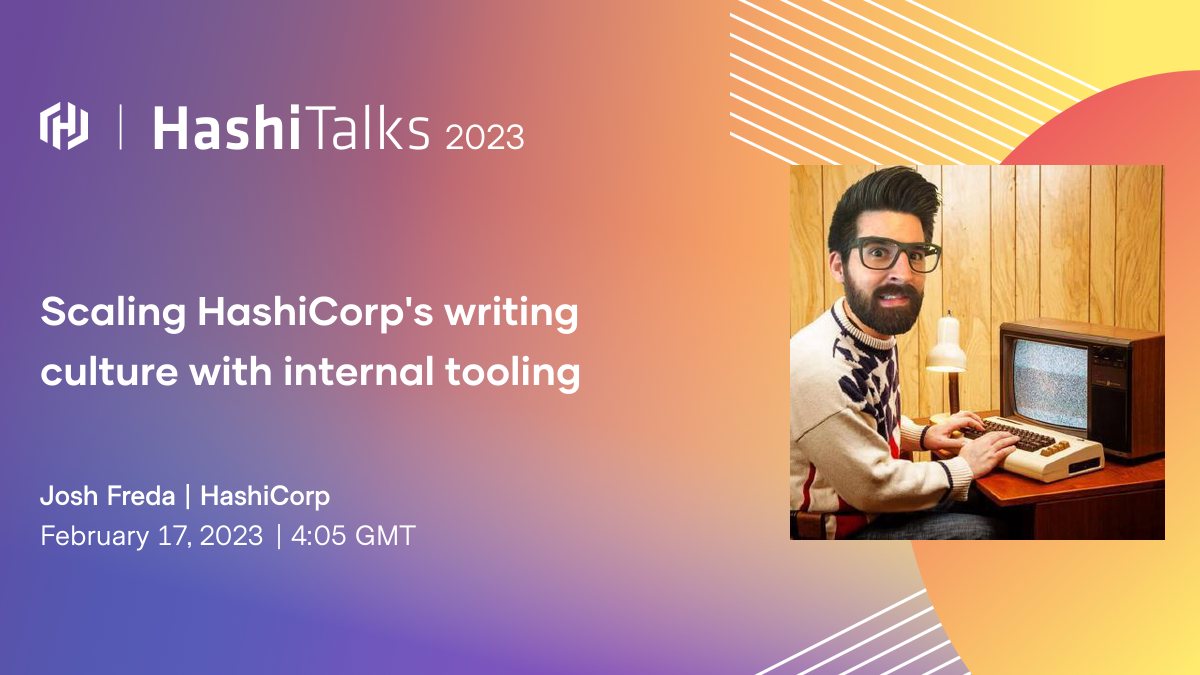 HashiTalks 2023
Scaling HashiCorp's writing
culture with internal tooling
Josh Freda | HashiCorp
February 17, 2023 | 4:05 GMT